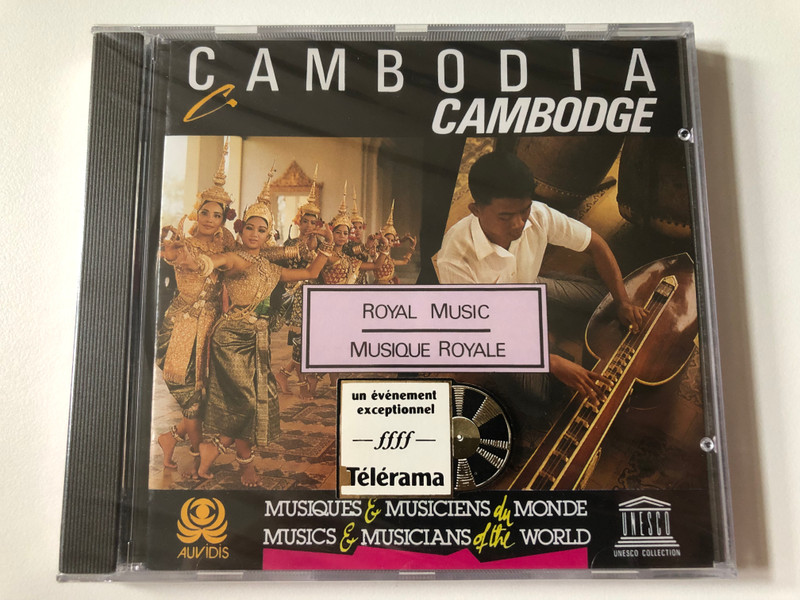 CAMBODIA
CAMBODGE
ROYAL MUSIC
MUSIQUE ROYALE
un événement
exceptionnel
ffff
Télérama
MUSIQUES & MUSICIENS du MONDE
MUSICS & MUSICIANS of the WORLD
AUVIDIS
UNESCO
UNESCO COLLECTION